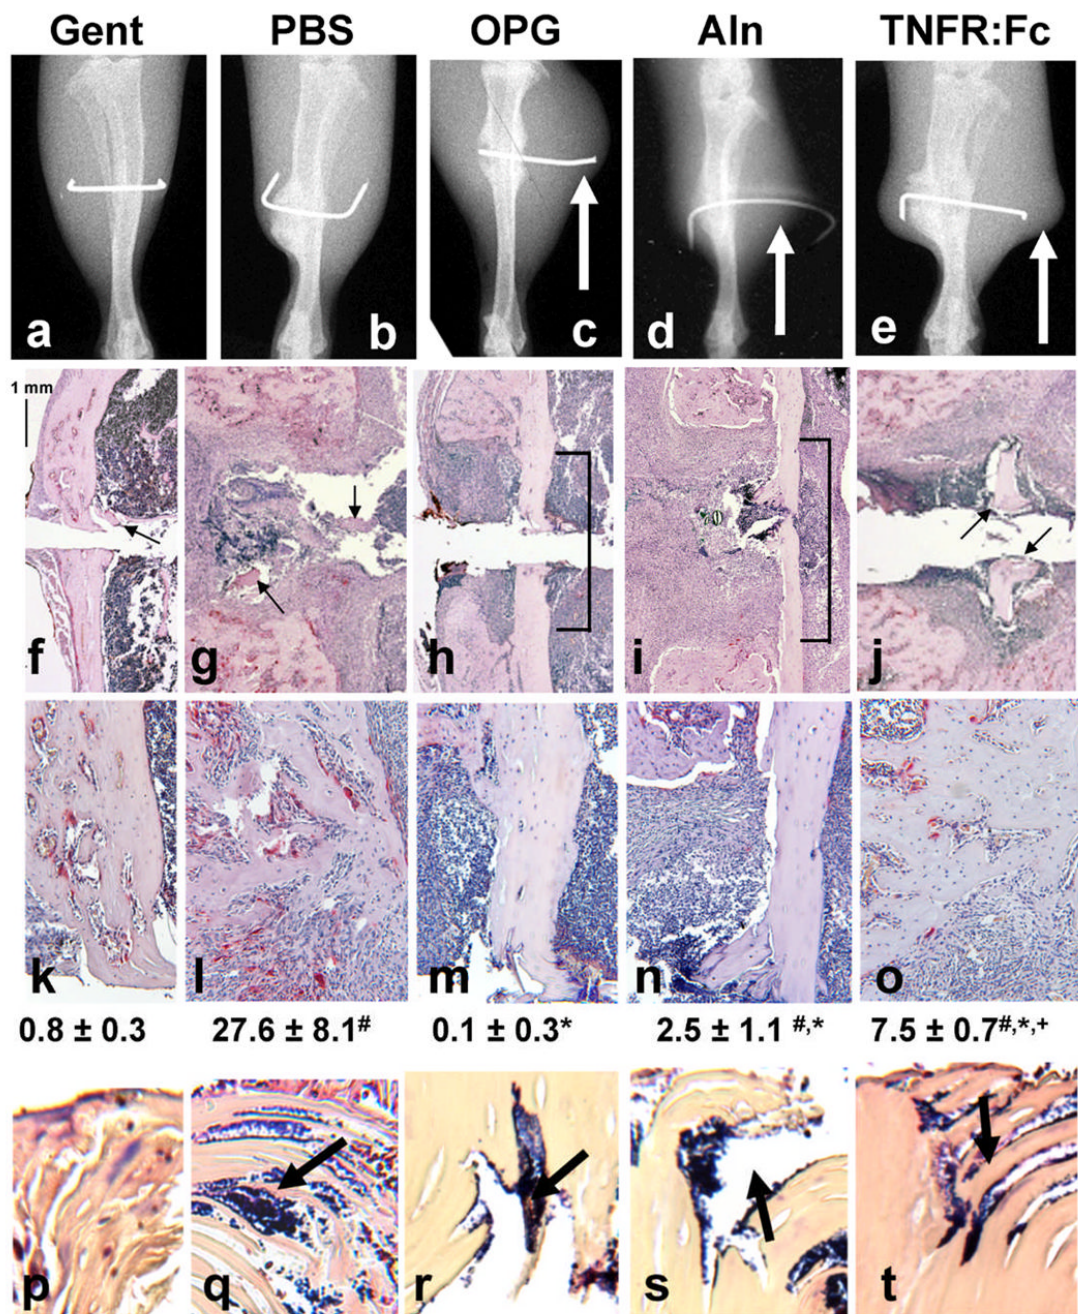 Gent PBS OPG Aln TNFR:Fc
a b c d e
1 mm
f g h i j
k l m n o
0.8 ± 0.3 27.6 ± 8.1# 0.1 ± 0.3* 2.5 ± 1.1 #,* 7.5 ± 0.7#,*,+
p q r s t